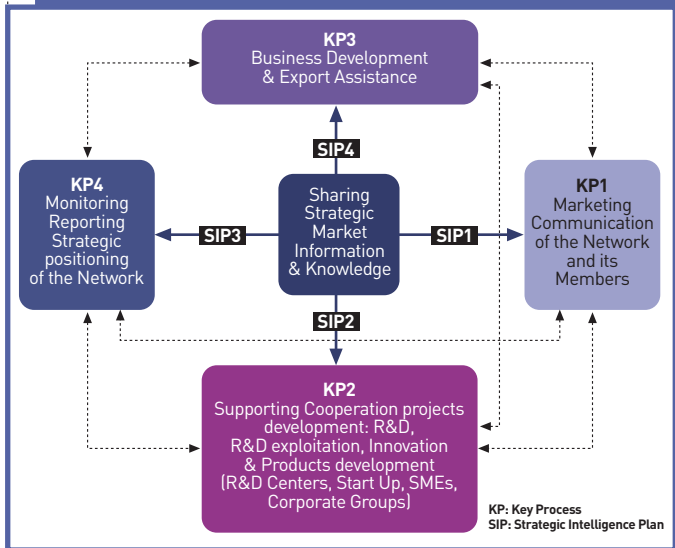 KP3
Business Development
& Export Assistance
SIP4
KP4
Monitoring
Reporting
Strategic
positioning
of the Network
SIP3
Sharing
Strategic
Market
Information
& Knowledge
SIP1
KP1
Marketing
Communication
of the Network
and its
Members
SIP2
KP2
Supporting Cooperation projects
development: R&D,
R&D exploitation, Innovation
& Products development
(R&D Centers, Start Up, SMEs,
Corporate Groups)
KP: Key Process
SIP: Strategic Intelligence Plan